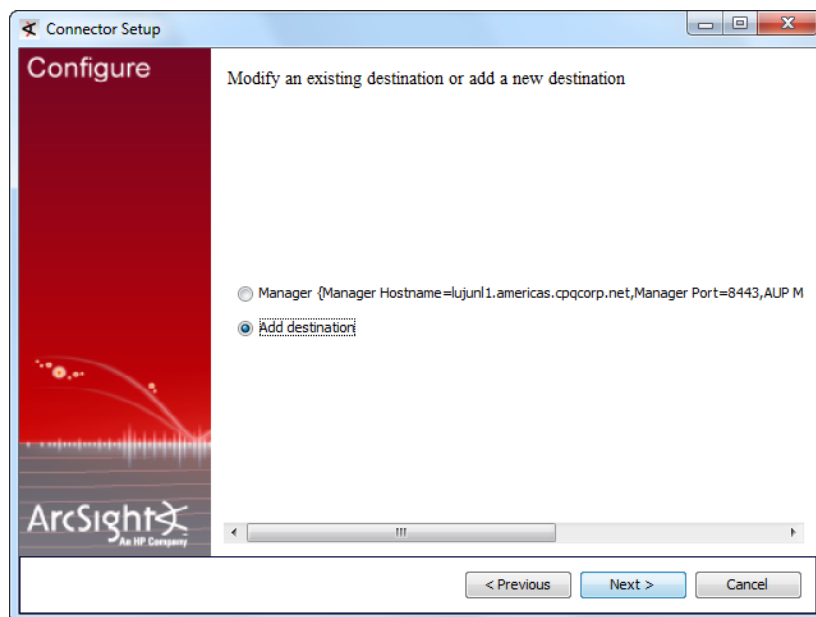 Connector Setup
Configure
Modify an existing destination or add a new destination
Manager {Manager Hostname=lujunl1.americas.cpqcorp.net,Manager Port=8443,AUP M
Add destination
ArcSight
An HP Company
< Previous
Next >
Cancel